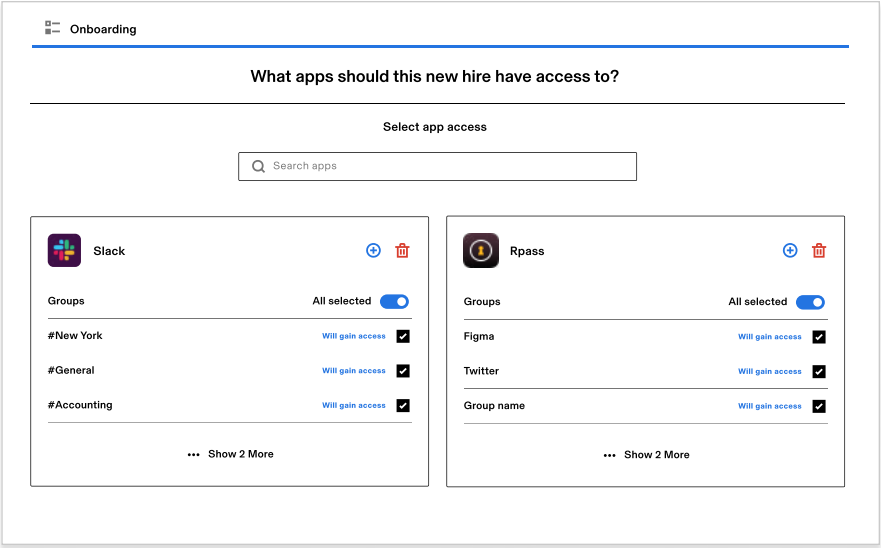 Onboarding
What apps should this new hire have access to?
Select app access
Search apps
Slack
Groups All selected
#New York Will gain access
#General Will gain access
#Accounting Will gain access
Show 2 More
Rpass
Groups All selected
Figma Will gain access
Twitter Will gain access
Group name Will gain access
Show 2 More